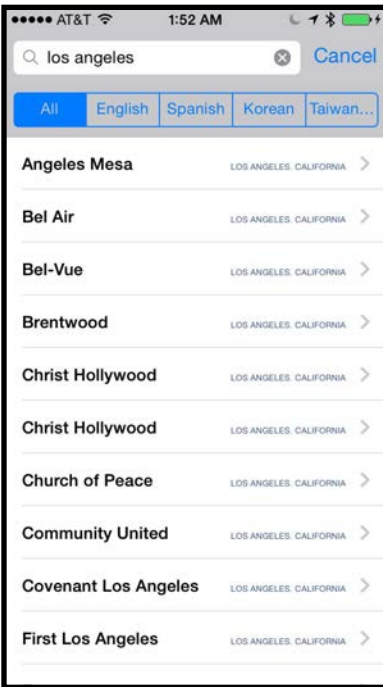 AT&T 1:52 AM
los angeles Cancel
All English Spanish Korean Taiwan...
Angeles Mesa LOS ANGELES, CALIFORNIA
Bel Air LOS ANGELES, CALIFORNIA
Bel-Vue LOS ANGELES, CALIFORNIA
Brentwood LOS ANGELES, CALIFORNIA
Christ Hollywood LOS ANGELES, CALIFORNIA
Christ Hollywood LOS ANGELES, CALIFORNIA
Church of Peace LOS ANGELES, CALIFORNIA
Community United LOS ANGELES, CALIFORNIA
Covenant Los Angeles LOS ANGELES, CALIFORNIA
First Los Angeles LOS ANGELES, CALIFORNIA